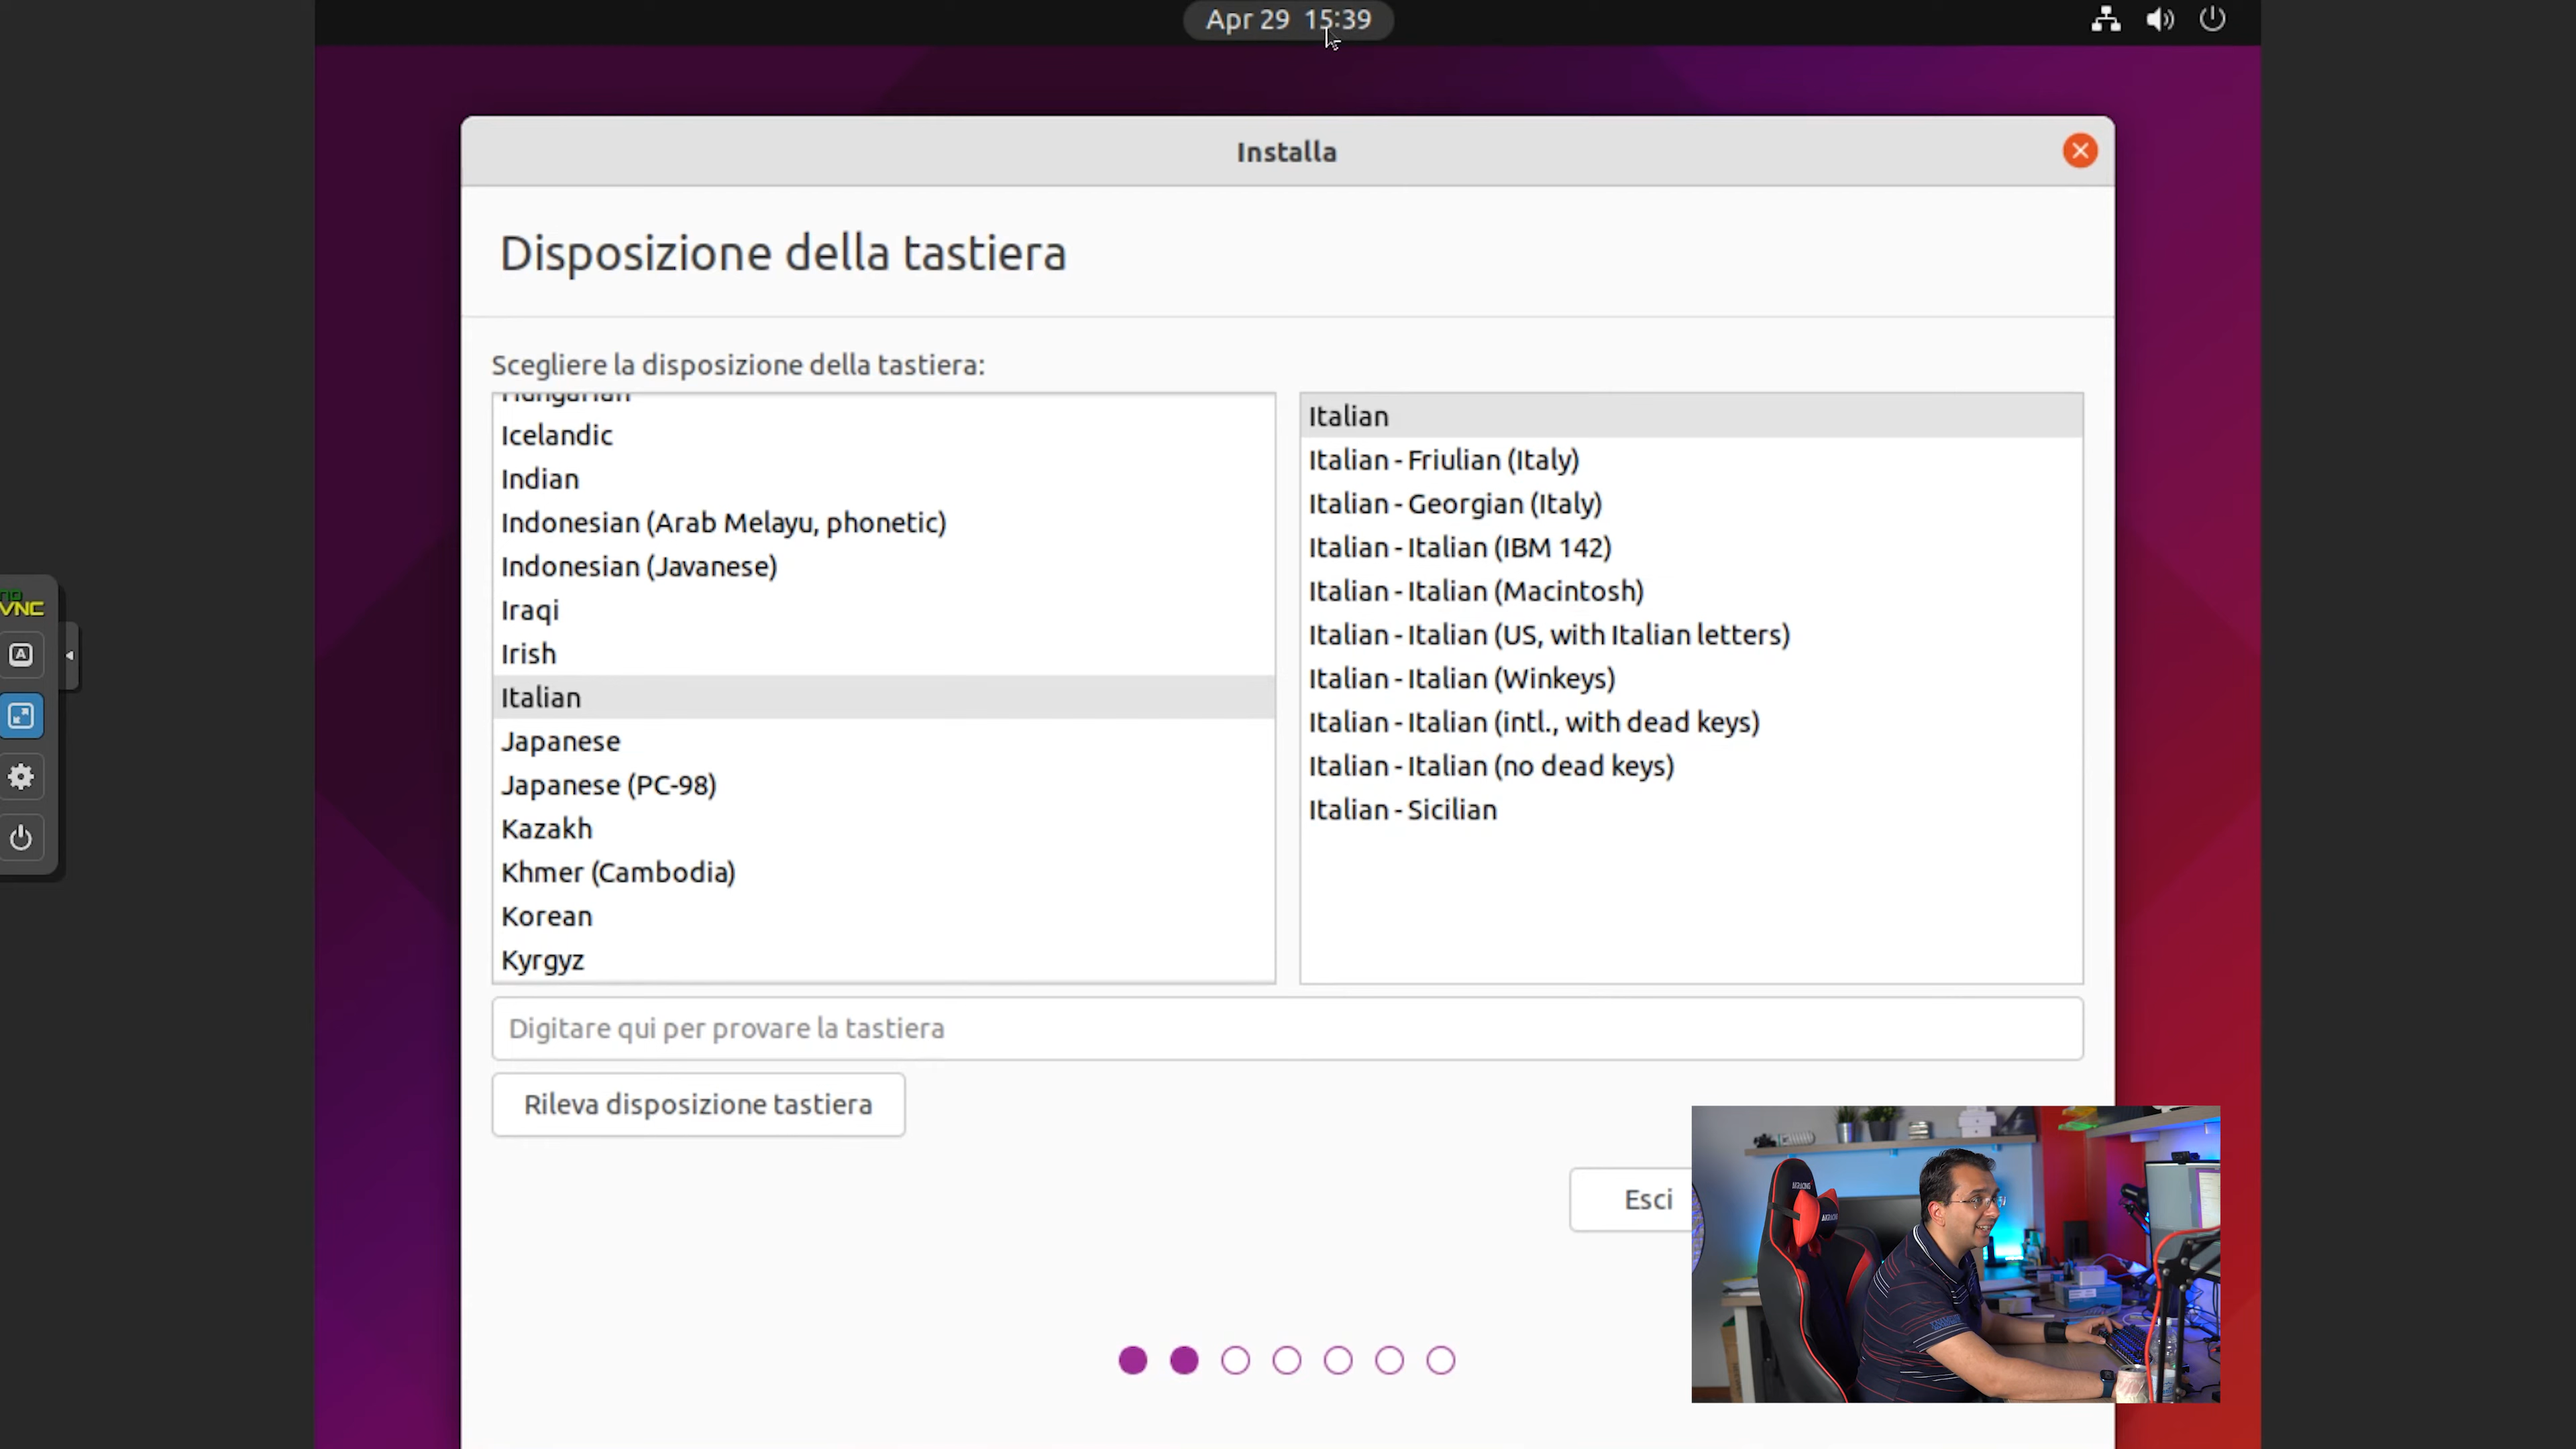 Apr 29 15:39
Installa
Disposizione della tastiera
Scegliere la disposizione della tastiera:
Hungarian
Icelandic
Indian
Indonesian (Arab Melayu, phonetic)
Indonesian (Javanese)
Iraqi
Irish
Italian
Japanese
Japanese (PC-98)
Kazakh
Khmer (Cambodia)
Korean
Kyrgyz
Italian
Italian - Friulian (Italy)
Italian - Georgian (Italy)
Italian - Italian (IBM 142)
Italian - Italian (Macintosh)
Italian - Italian (US, with Italian letters)
Italian - Italian (Winkeys)
Italian - Italian (intl., with dead keys)
Italian - Italian (no dead keys)
Italian - Sicilian
Digitare qui per provare la tastiera
Rileva disposizione tastiera
Esci
no
VNC
A
AKRACING